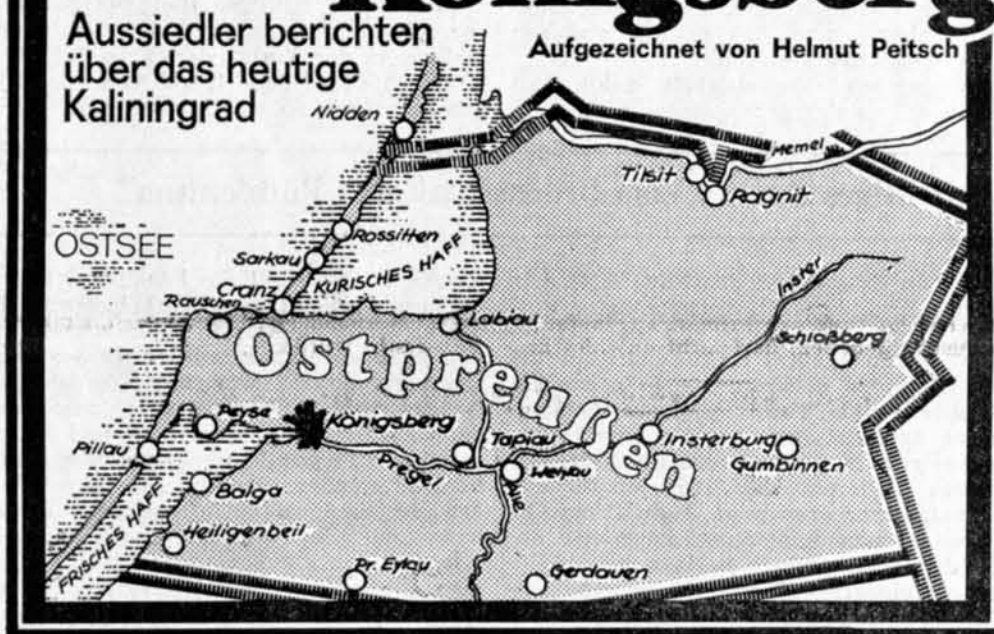 Königsberg
Aussiedler berichten
über das heutige
Kaliningrad
Aufgezeichnet von Helmut Peitsch
Nidden
Memel
Tilsit
Ragnit
OSTSEE
Rossitten
Sarkau
KURISCHES HAFF
Inster
Cranz
Rauschen
Labiau
Schloßberg
Ostpreußen
Peyse
Königsberg
Pillau
Tapiau
Insterburg
Pregel
Wehlau
Gumbinnen
Balga
Alle
Heiligenbeil
FRISCHES HAFF
Pr. Eylau
Gerdauen